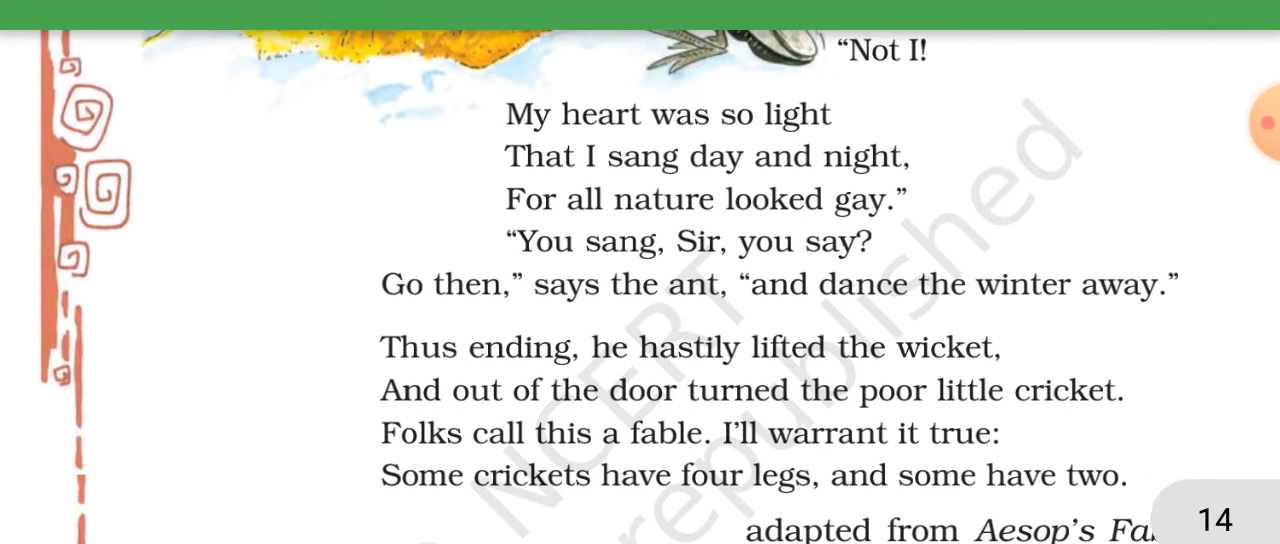 “Not I!
My heart was so light
That I sang day and night,
For all nature looked gay.”
“You sang, Sir, you say?
Go then,” says the ant, “and dance the winter away.”
Thus ending, he hastily lifted the wicket,
And out of the door turned the poor little cricket.
Folks call this a fable. I’ll warrant it true:
Some crickets have four legs, and some have two.
adapted from Aesop’s
14
NCERT
republished